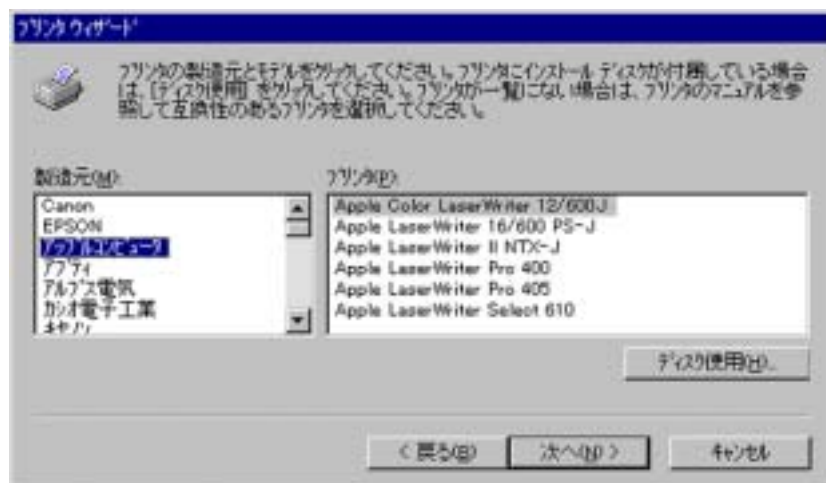 プリンタ ウィザード
プリンタの製造元とモデルをクリックしてください。プリンタにインストール ディスクが付属している場合
は、[ディスク使用] をクリックしてください。プリンタが一覧にない場合は、プリンタのマニュアルを参
照して互換性のあるプリンタを選択してください。
製造元(M):
プリンタ(P):
Canon
EPSON
アップルコンピュータ
アプティ
アルプス電気
カシオ電子工業
キヤノン
Apple Color LaserWriter 12/600J
Apple LaserWriter 16/600 PS-J
Apple LaserWriter II NTX-J
Apple LaserWriter Pro 400
Apple LaserWriter Pro 405
Apple LaserWriter Select 610
ディスク使用(H)...
< 戻る(B)
次へ(N) >
キャンセル